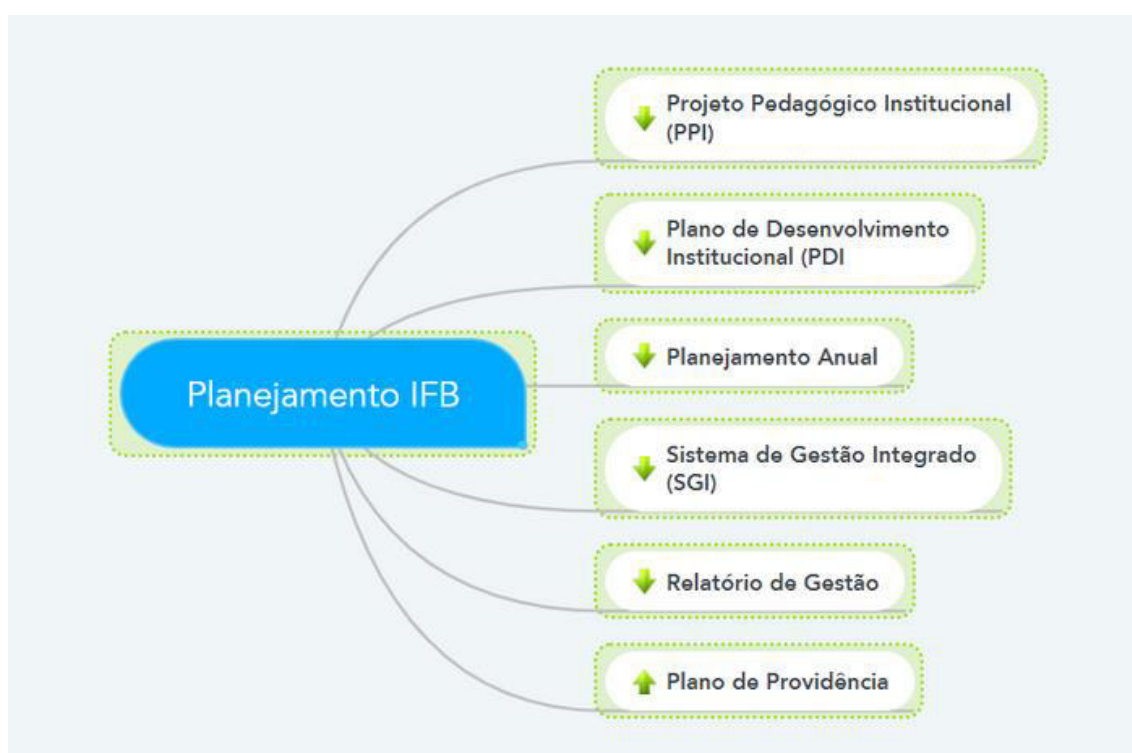 Projeto Pedagógico Institucional
(PPI)
Plano de Desenvolvimento
Institucional (PDI
Planejamento Anual
Planejamento IFB
Sistema de Gestão Integrado
(SGI)
Relatório de Gestão
Plano de Providência